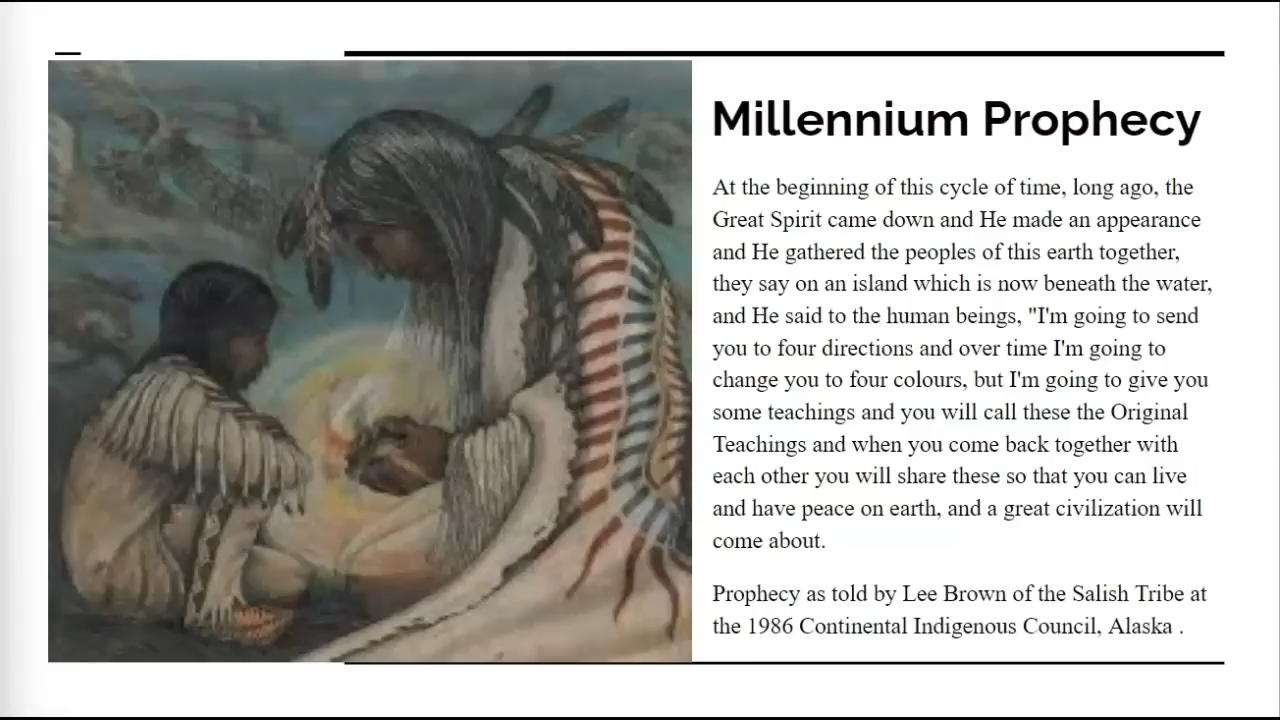 Millennium Prophecy
At the beginning of this cycle of time, long ago, the
Great Spirit came down and He made an appearance
and He gathered the peoples of this earth together,
they say on an island which is now beneath the water,
and He said to the human beings, "I'm going to send
you to four directions and over time I'm going to
change you to four colours, but I'm going to give you
some teachings and you will call these the Original
Teachings and when you come back together with
each other you will share these so that you can live
and have peace on earth, and a great civilization will
come about.
Prophecy as told by Lee Brown of the Salish Tribe at
the 1986 Continental Indigenous Council, Alaska .